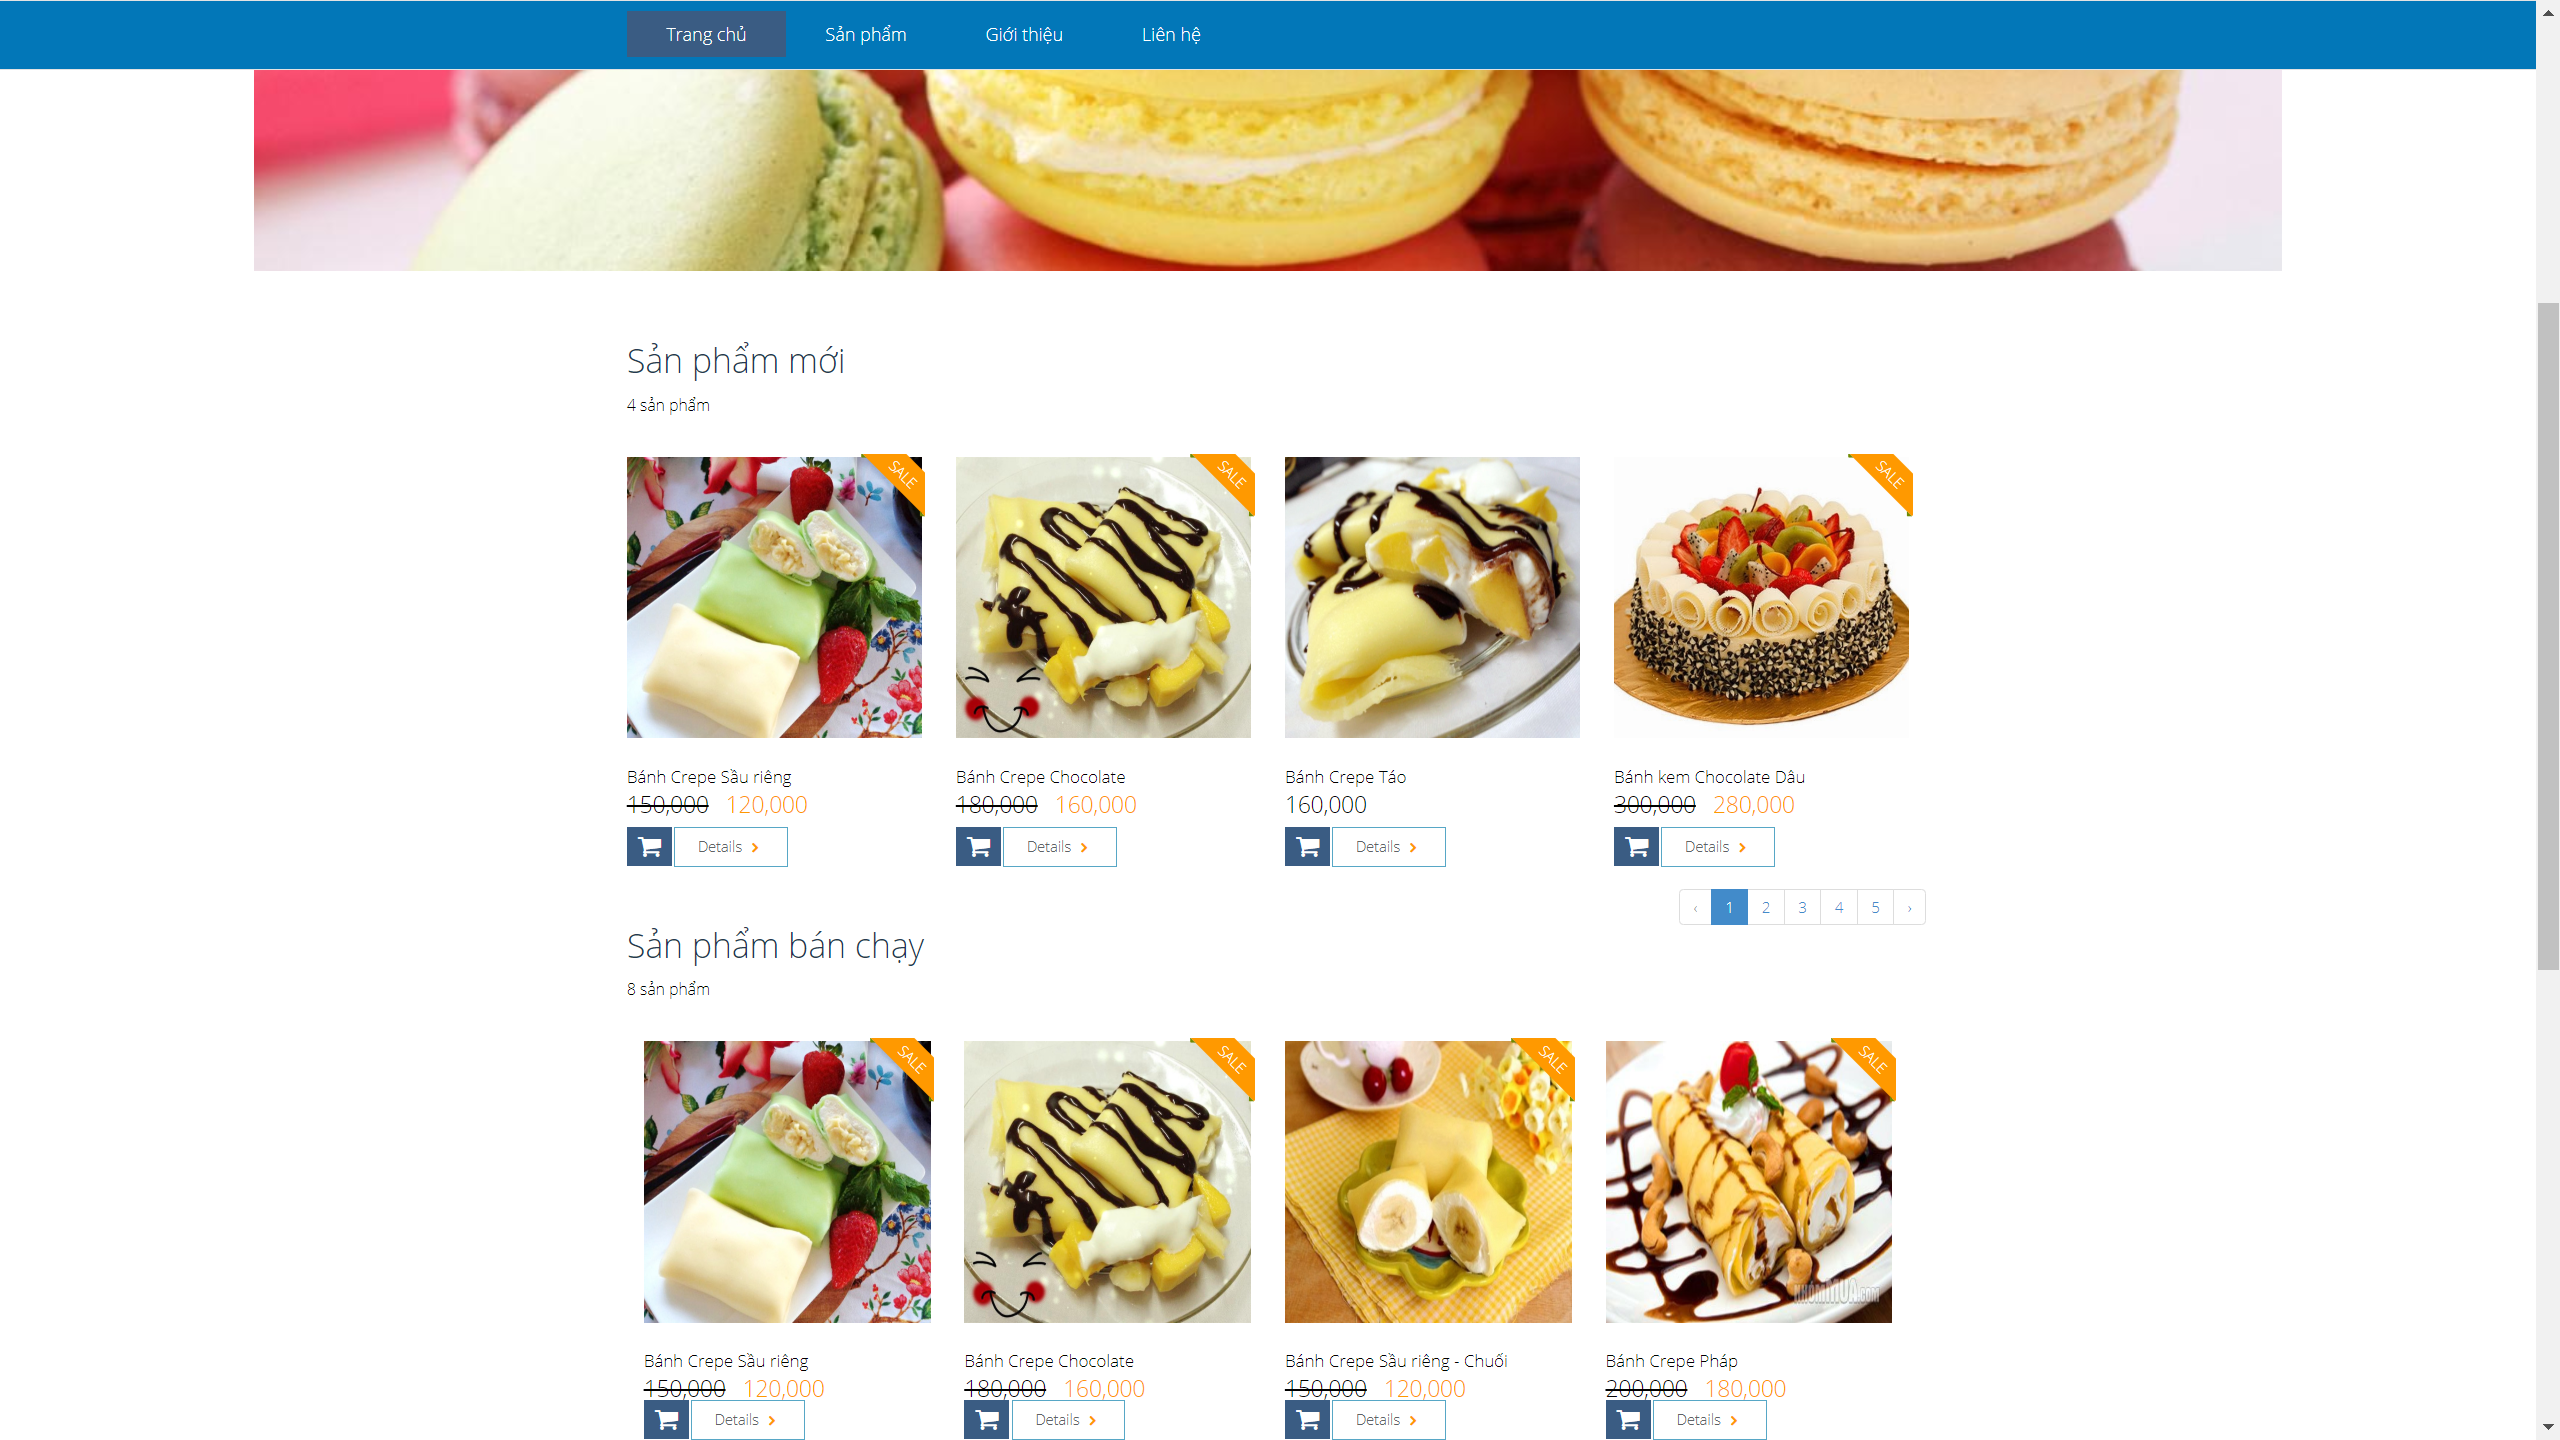 Trang chủ Sản phẩm Giới thiệu Liên hệ
Sản phẩm mới
4 sản phẩm
SALE SALE SALE
Bánh Crepe Sầu riêng Bánh Crepe Chocolate Bánh Crepe Táo Bánh kem Chocolate Dâu
150,000 120,000 180,000 160,000 160,000 300,000 280,000
Details Details Details Details
‹ 1 2 3 4 5 ›
Sản phẩm bán chạy
8 sản phẩm
SALE SALE SALE SALE
NHÓMMUA.com
Bánh Crepe Sầu riêng Bánh Crepe Chocolate Bánh Crepe Sầu riêng - Chuối Bánh Crepe Pháp
150,000 120,000 180,000 160,000 150,000 120,000 200,000 180,000
Details Details Details Details